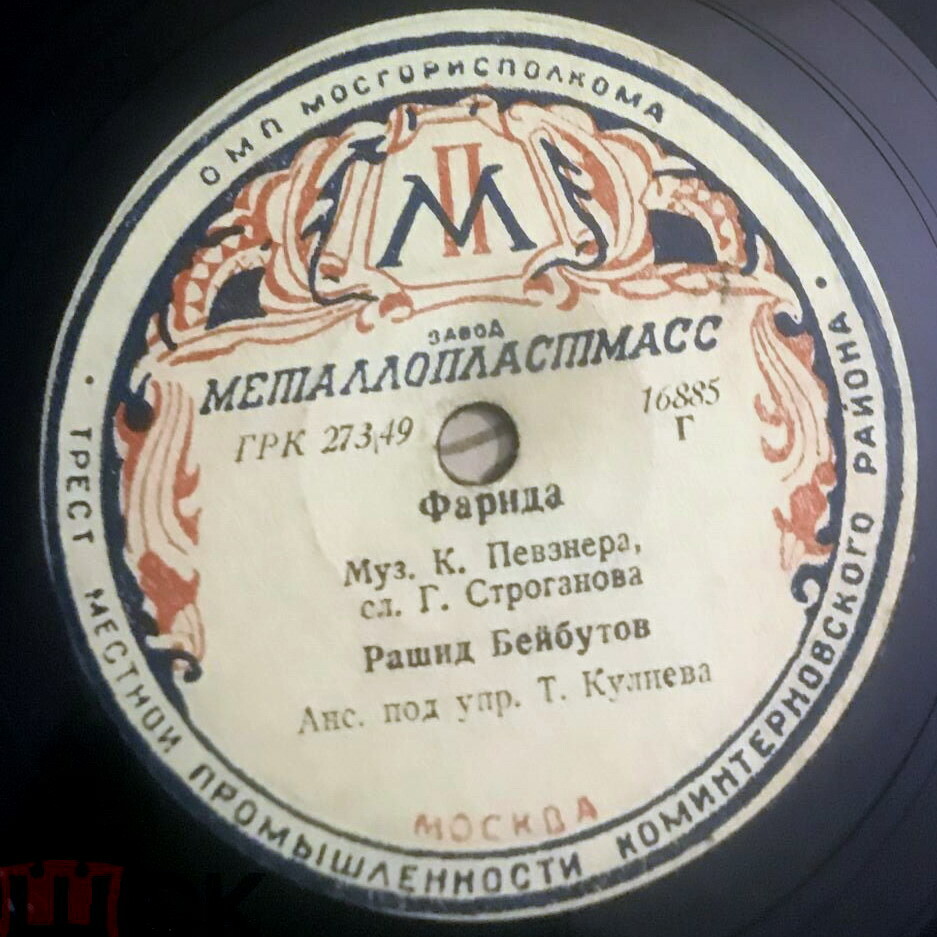 ОМП МОСГОРИСПОЛКОМА
МП
ЗАВОД
МЕТАЛЛОПЛАСТМАСС
ГРК 273/49
16885
Г
Фарида
Муз. К. Певзнера,
сл. Г. Строганова
Рашид Бейбутов
Анс. под упр. Т. Кулиева
МОСКВА
• ТРЕСТ МЕСТНОЙ ПРОМЫШЛЕННОСТИ КОМИНТЕРНОВСКОГО РАЙОНА •